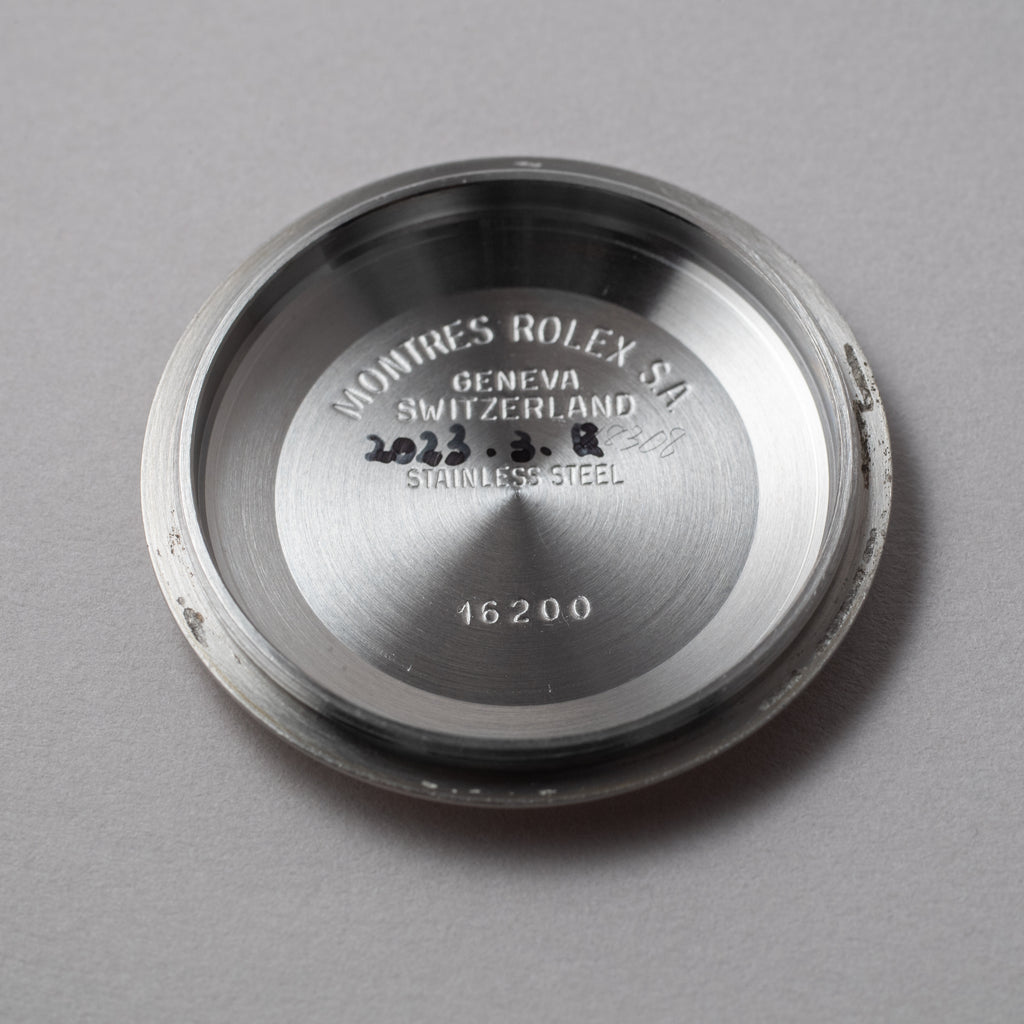 MONTRES ROLEX S.A.
GENEVA
SWITZERLAND
2023.3.
STAINLESS STEEL
16200